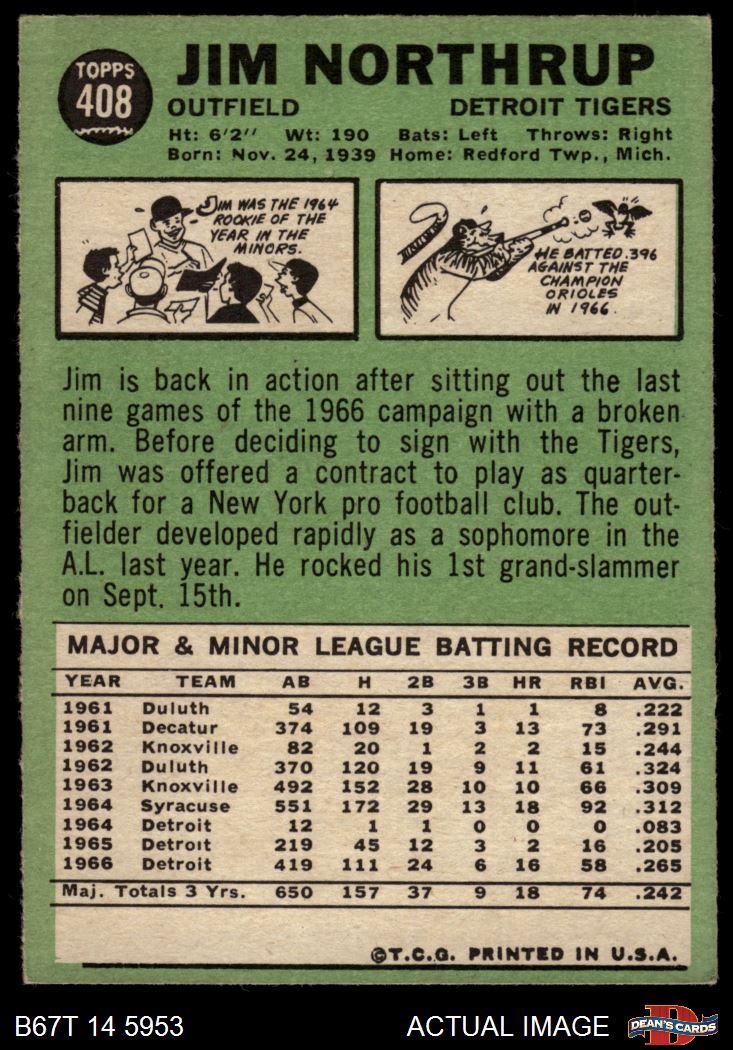 TOPPS
408
JIM NORTHRUP
OUTFIELD DETROIT TIGERS
Ht: 6'2" Wt: 190 Bats: Left Throws: Right
Born: Nov. 24, 1939 Home: Redford Twp., Mich.
JIM WAS THE 1964
ROOKIE OF THE
YEAR IN THE
MINORS.
HE BATTED .396
AGAINST THE
CHAMPION
ORIOLES
IN 1966.
Jim is back in action after sitting out the last
nine games of the 1966 campaign with a broken
arm. Before deciding to sign with the Tigers,
Jim was offered a contract to play as quarter-
back for a New York pro football club. The out-
fielder developed rapidly as a sophomore in the
A.L. last year. He rocked his 1st grand-slammer
on Sept. 15th.
MAJOR & MINOR LEAGUE BATTING RECORD
YEAR TEAM AB H 2B 3B HR RBI AVG.
1961 Duluth 54 12 3 1 1 8 .222
1961 Decatur 374 109 19 3 13 73 .291
1962 Knoxville 82 20 1 2 2 15 .244
1962 Duluth 370 120 19 9 11 61 .324
1963 Knoxville 492 152 28 10 10 66 .309
1964 Syracuse 551 172 29 13 18 92 .312
1964 Detroit 12 1 1 0 0 0 .083
1965 Detroit 219 45 12 3 2 16 .205
1966 Detroit 419 111 24 6 16 58 .265
Maj. Totals 3 Yrs. 650 157 37 9 18 74 .242
©T.C.G. PRINTED IN U.S.A.
B67T 14 5953 ACTUAL IMAGE D DEAN'S CARDS